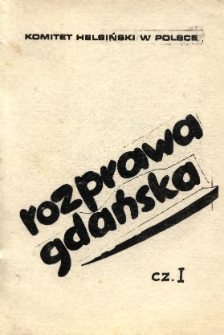 KOMITET HELSIŃSKI W POLSCE
rozprawa
gdańska
cz. I